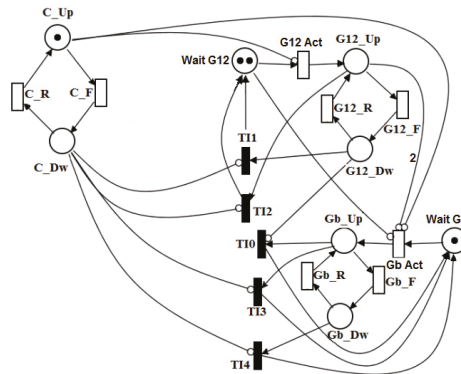 C_Up
Wait G12
G12 Act
G12_Up
C_R
C_F
G12_R
G12_F
C_Dw
TI1
G12_Dw
2
TI2
Gb_Up
Wait G
TI0
Gb Act
Gb_R
Gb_F
TI3
Gb_Dw
TI4